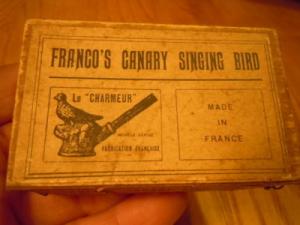 FRANCO'S CANARY SINGING BIRD
Le "CHARMEUR"
MODÈLE DÉPOSÉ
FABRICATION FRANÇAISE
MADE
IN
FRANCE